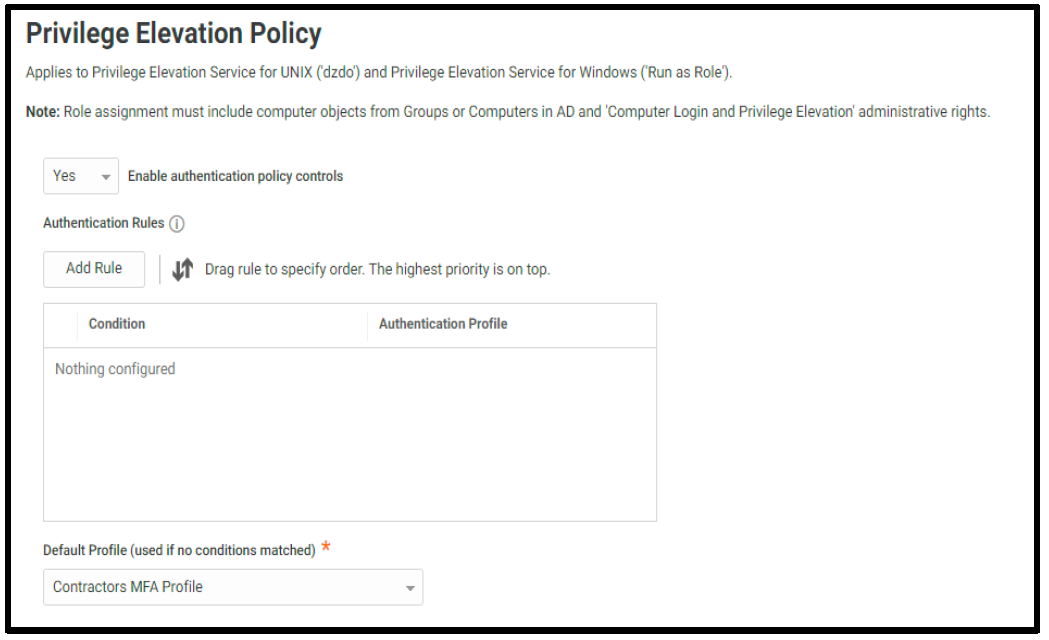 Privilege Elevation Policy
Applies to Privilege Elevation Service for UNIX ('dzdo') and Privilege Elevation Service for Windows ('Run as Role').
Note: Role assignment must include computer objects from Groups or Computers in AD and 'Computer Login and Privilege Elevation' administrative rights.
Yes Enable authentication policy controls
Authentication Rules
Add Rule Drag rule to specify order. The highest priority is on top.
Condition Authentication Profile
Nothing configured
Default Profile (used if no conditions matched) *
Contractors MFA Profile